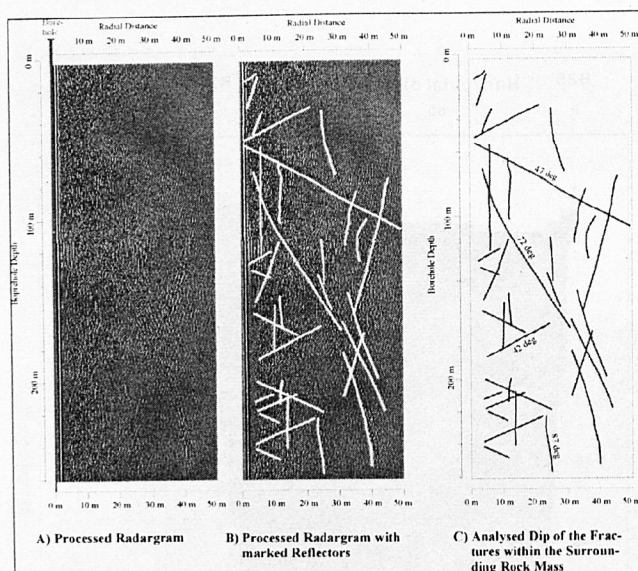 Bore-
hole
Radial Distance
10 m 20 m 30 m 40 m 50 m
Radial Distance
0 m 10 m 20 m 30 m 40 m 50 m
Radial Distance
0 m 10 m 20 m 30 m 40 m 50 m
0 m
100 m
200 m
Borehole Depth
0 m
100 m
200 m
Borehole Depth
47 deg
72 deg
42 deg
87 deg
0 m 10 m 20 m 30 m 40 m 50 m
0 m 10 m 20 m 30 m 40 m 50 m
0 m 10 m 20 m 30 m 40 m 50 m
A) Processed Radargram
B) Processed Radargram with
marked Reflectors
C) Analysed Dip of the Frac-
tures within the Surroun-
ding Rock Mass